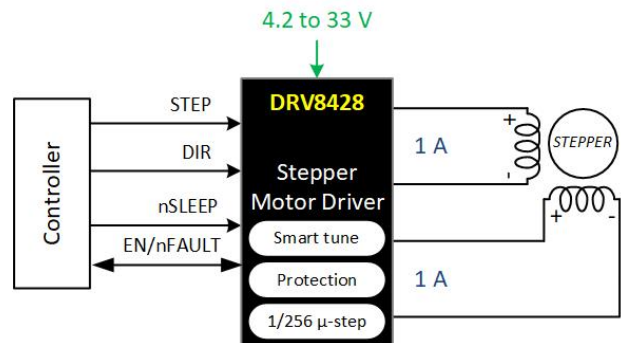 4.2 to 33 V
Controller
STEP
DIR
nSLEEP
EN/nFAULT
DRV8428
Stepper
Motor Driver
Smart tune
Protection
1/256 µ-step
+
1 A
-
STEPPER
+
-
1 A